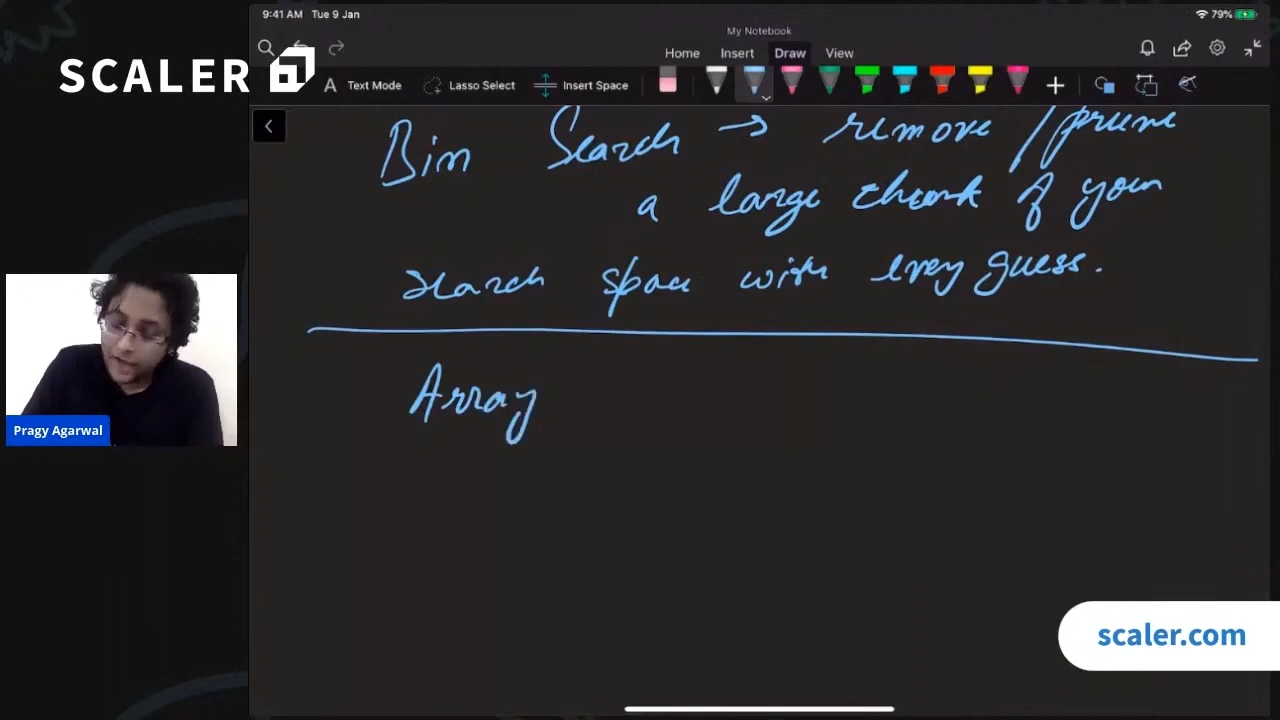 9:41 AM Tue 9 Jan
79%
My Notebook
Home Insert Draw View
SCALER
A Text Mode Lasso Select Insert Space
Bin Search → remove / prune
a large chunk of your
search space with every guess.
Array
Pragy Agarwal
scaler.com